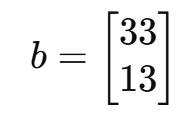 b = [33
13]